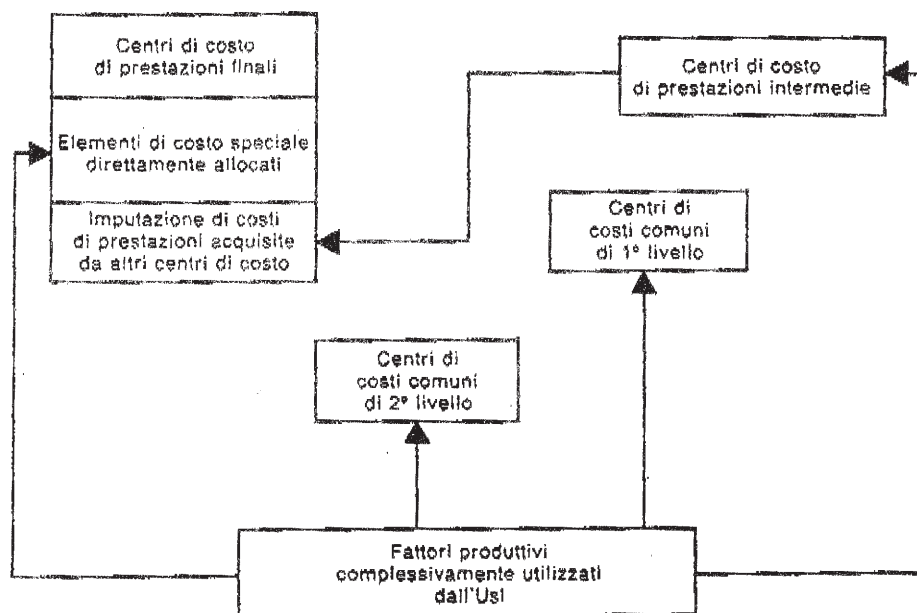 Centri di costo
di prestazioni finali
Elementi di costo speciale
direttamente allocati
Imputazione di costi
di prestazioni acquisite
da altri centri di costo
Centri di costo
di prestazioni intermedie
Centri di
costi comuni
di 1º livello
Centri di
costi comuni
di 2º livello
Fattori produttivi
complessivamente utilizzati
dall'Usl